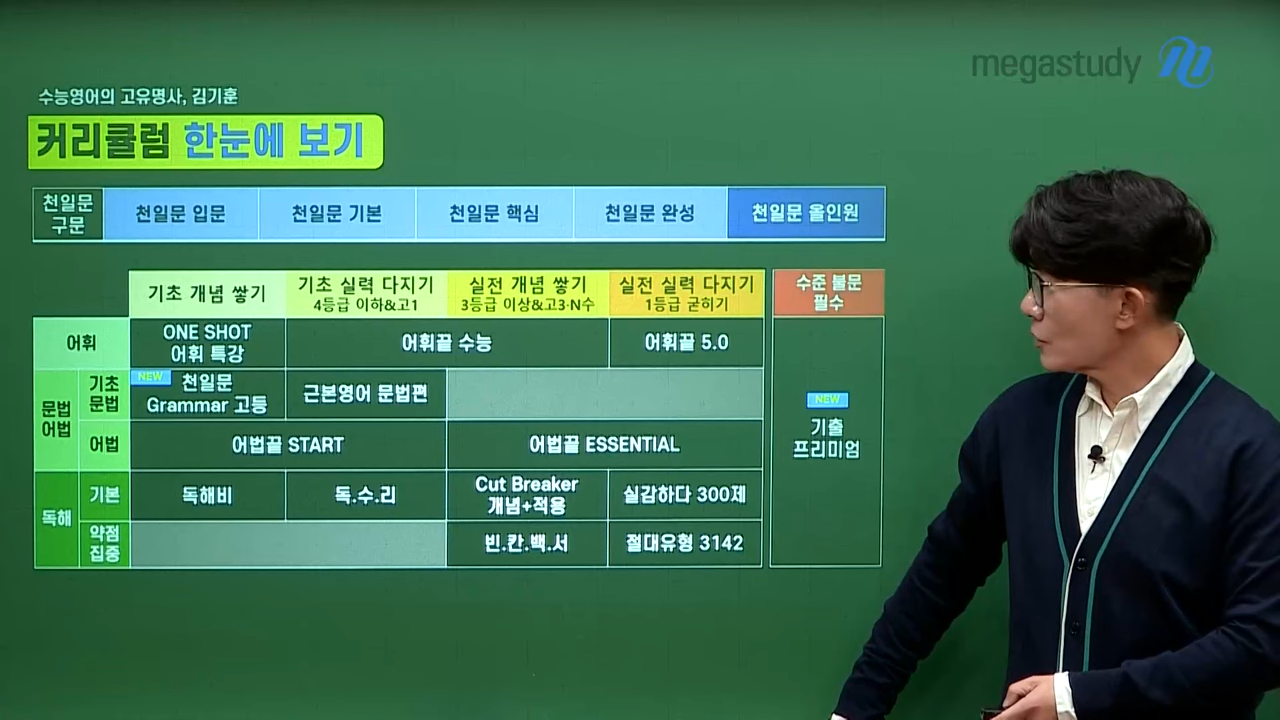 megastudy
수능영어의 고유명사, 김기훈
커리큘럼 한눈에 보기
천일문
구문
천일문 입문
천일문 기본
천일문 핵심
천일문 완성
천일문 올인원
기초 개념 쌓기
기초 실력 다지기
4등급 이하&고1
실전 개념 쌓기
3등급 이상&고3·N수
실전 실력 다지기
1등급 굳히기
수준 불문
필수
어휘
ONE SHOT
어휘 특강
어휘끝 수능
어휘끝 5.0
문법
어법
기초
문법
NEW
천일문
Grammar 고등
근본영어 문법편
어법
어법끝 START
어법끝 ESSENTIAL
독해
기본
독해비
독.수.리
Cut Breaker
개념+적용
실감하다 300제
약점
집중
빈.칸.백.서
절대유형 3142
NEW
기출
프리미엄